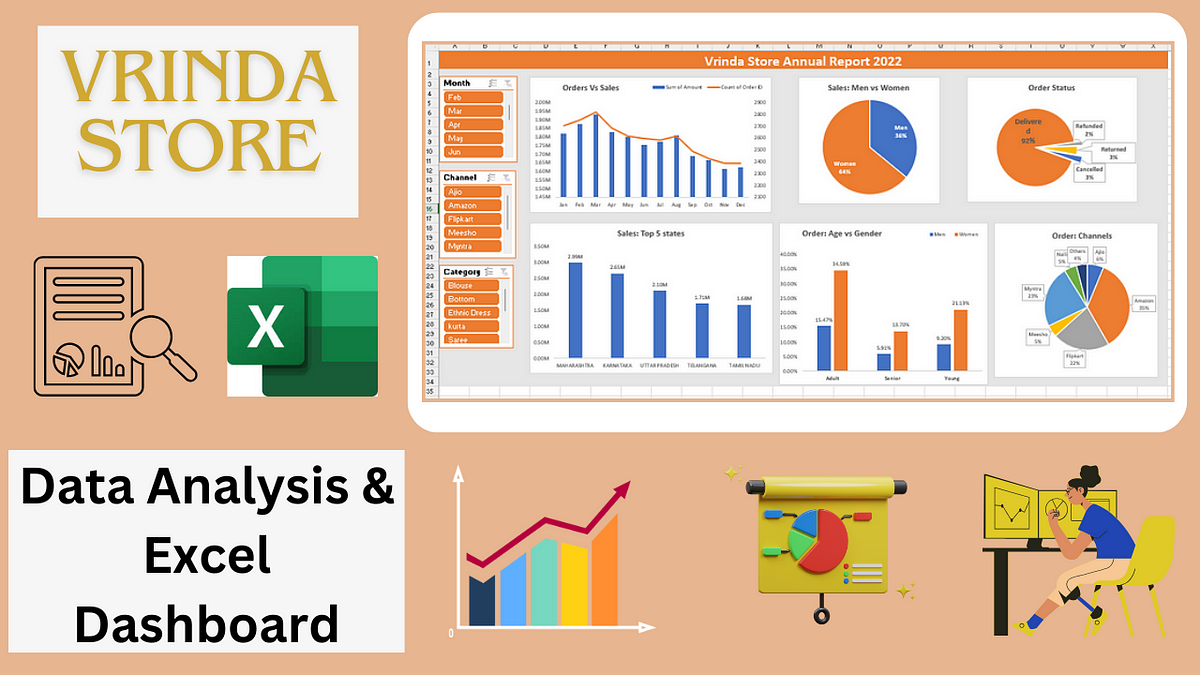 VRINDA
STORE
X
Data Analysis &
Excel
Dashboard
0
Vrinda Store Annual Report 2022
Month
Feb
Mar
Apr
May
Jun
Channel
Ajio
Amazon
Flipkart
Meesho
Myntra
Category
Blouse
Bottom
Ethnic Dress
kurta
Saree
Orders Vs Sales
Sum of Amount
Count of Order ID
2.00M
1.95M
1.90M
1.85M
1.80M
1.75M
1.70M
1.65M
1.60M
1.55M
1.50M
1.45M
2900
2800
2700
2600
2500
2400
2300
2200
2100
Jan Feb Mar Apr May Jun Jul Aug Sep Oct Nov Dec
Sales: Men vs Women
Men
36%
Women
64%
Order Status
Delivere
d
92%
Refunded
2%
Returned
3%
Cancelled
3%
Sales: Top 5 states
3.50M
3.00M
2.50M
2.00M
1.50M
1.00M
0.50M
0.00M
2.99M
2.65M
2.10M
1.71M
1.68M
MAHARASHTRA KARNATAKA UTTAR PRADESH TELANGANA TAMIL NADU
Order: Age vs Gender
Men Women
40.00%
35.00%
30.00%
25.00%
20.00%
15.00%
10.00%
5.00%
0.00%
15.47%
34.59%
5.91%
13.70%
9.20%
21.13%
Adult Senior Young
Order: Channels
Others
4%
Ajio
6%
Amazon
35%
Flipkart
22%
Meesho
5%
Myntra
23%
5%